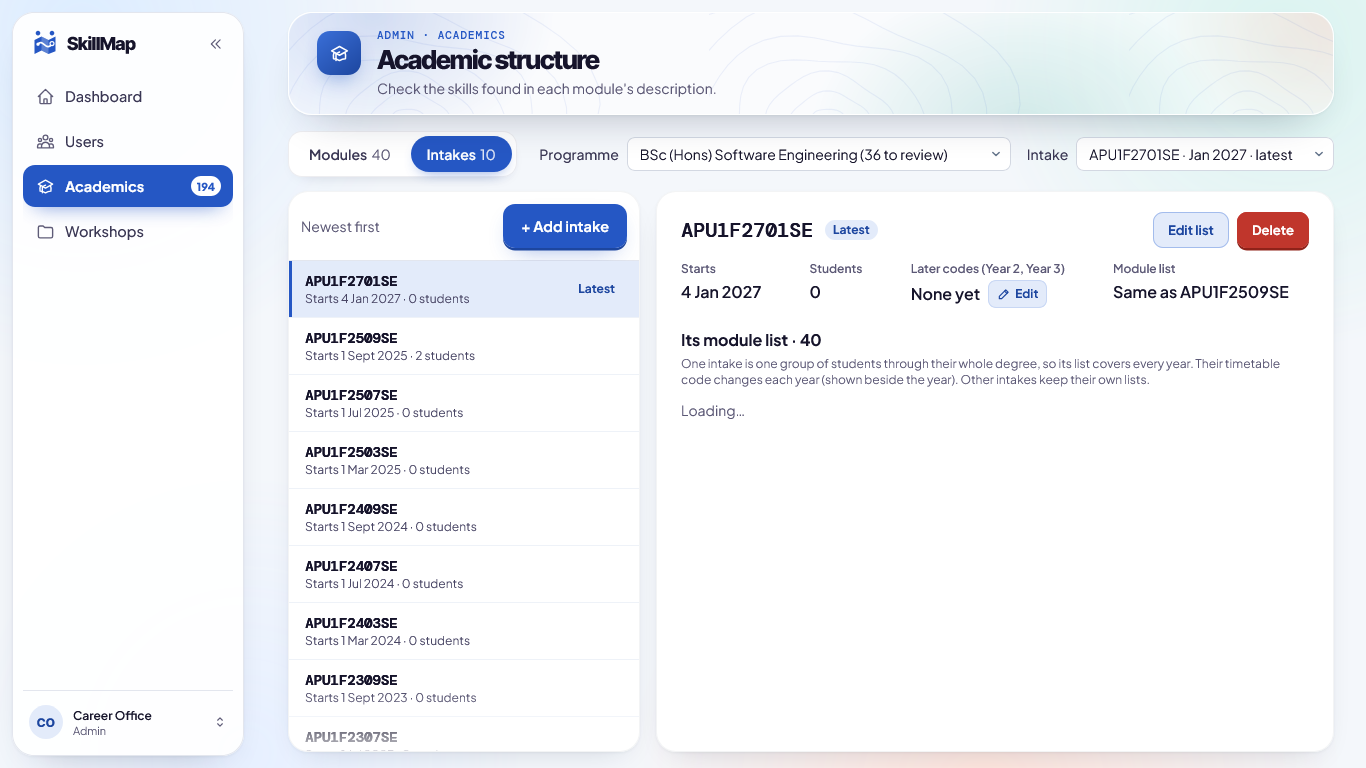 SkillMap
Dashboard
Users
Academics 194
Workshops
CO
Career Office
Admin
ADMIN · ACADEMICS
Academic structure
Check the skills found in each module's description.
Modules 40
Intakes 10
Programme
BSc (Hons) Software Engineering (36 to review)
Intake
APU1F2701SE · Jan 2027 · latest
Newest first
+ Add intake
APU1F2701SE
Starts 4 Jan 2027 · 0 students
Latest
APU1F2509SE
Starts 1 Sept 2025 · 2 students
APU1F2507SE
Starts 1 Jul 2025 · 0 students
APU1F2503SE
Starts 1 Mar 2025 · 0 students
APU1F2409SE
Starts 1 Sept 2024 · 0 students
APU1F2407SE
Starts 1 Jul 2024 · 0 students
APU1F2403SE
Starts 1 Mar 2024 · 0 students
APU1F2309SE
Starts 1 Sept 2023 · 0 students
APU1F2307SE
APU1F2701SE
Latest
Edit list
Delete
Starts
4 Jan 2027
Students
0
Later codes (Year 2, Year 3)
None yet
Edit
Module list
Same as APU1F2509SE
Its module list · 40
One intake is one group of students through their whole degree, so its list covers every year. Their timetable
code changes each year (shown beside the year). Other intakes keep their own lists.
Loading…